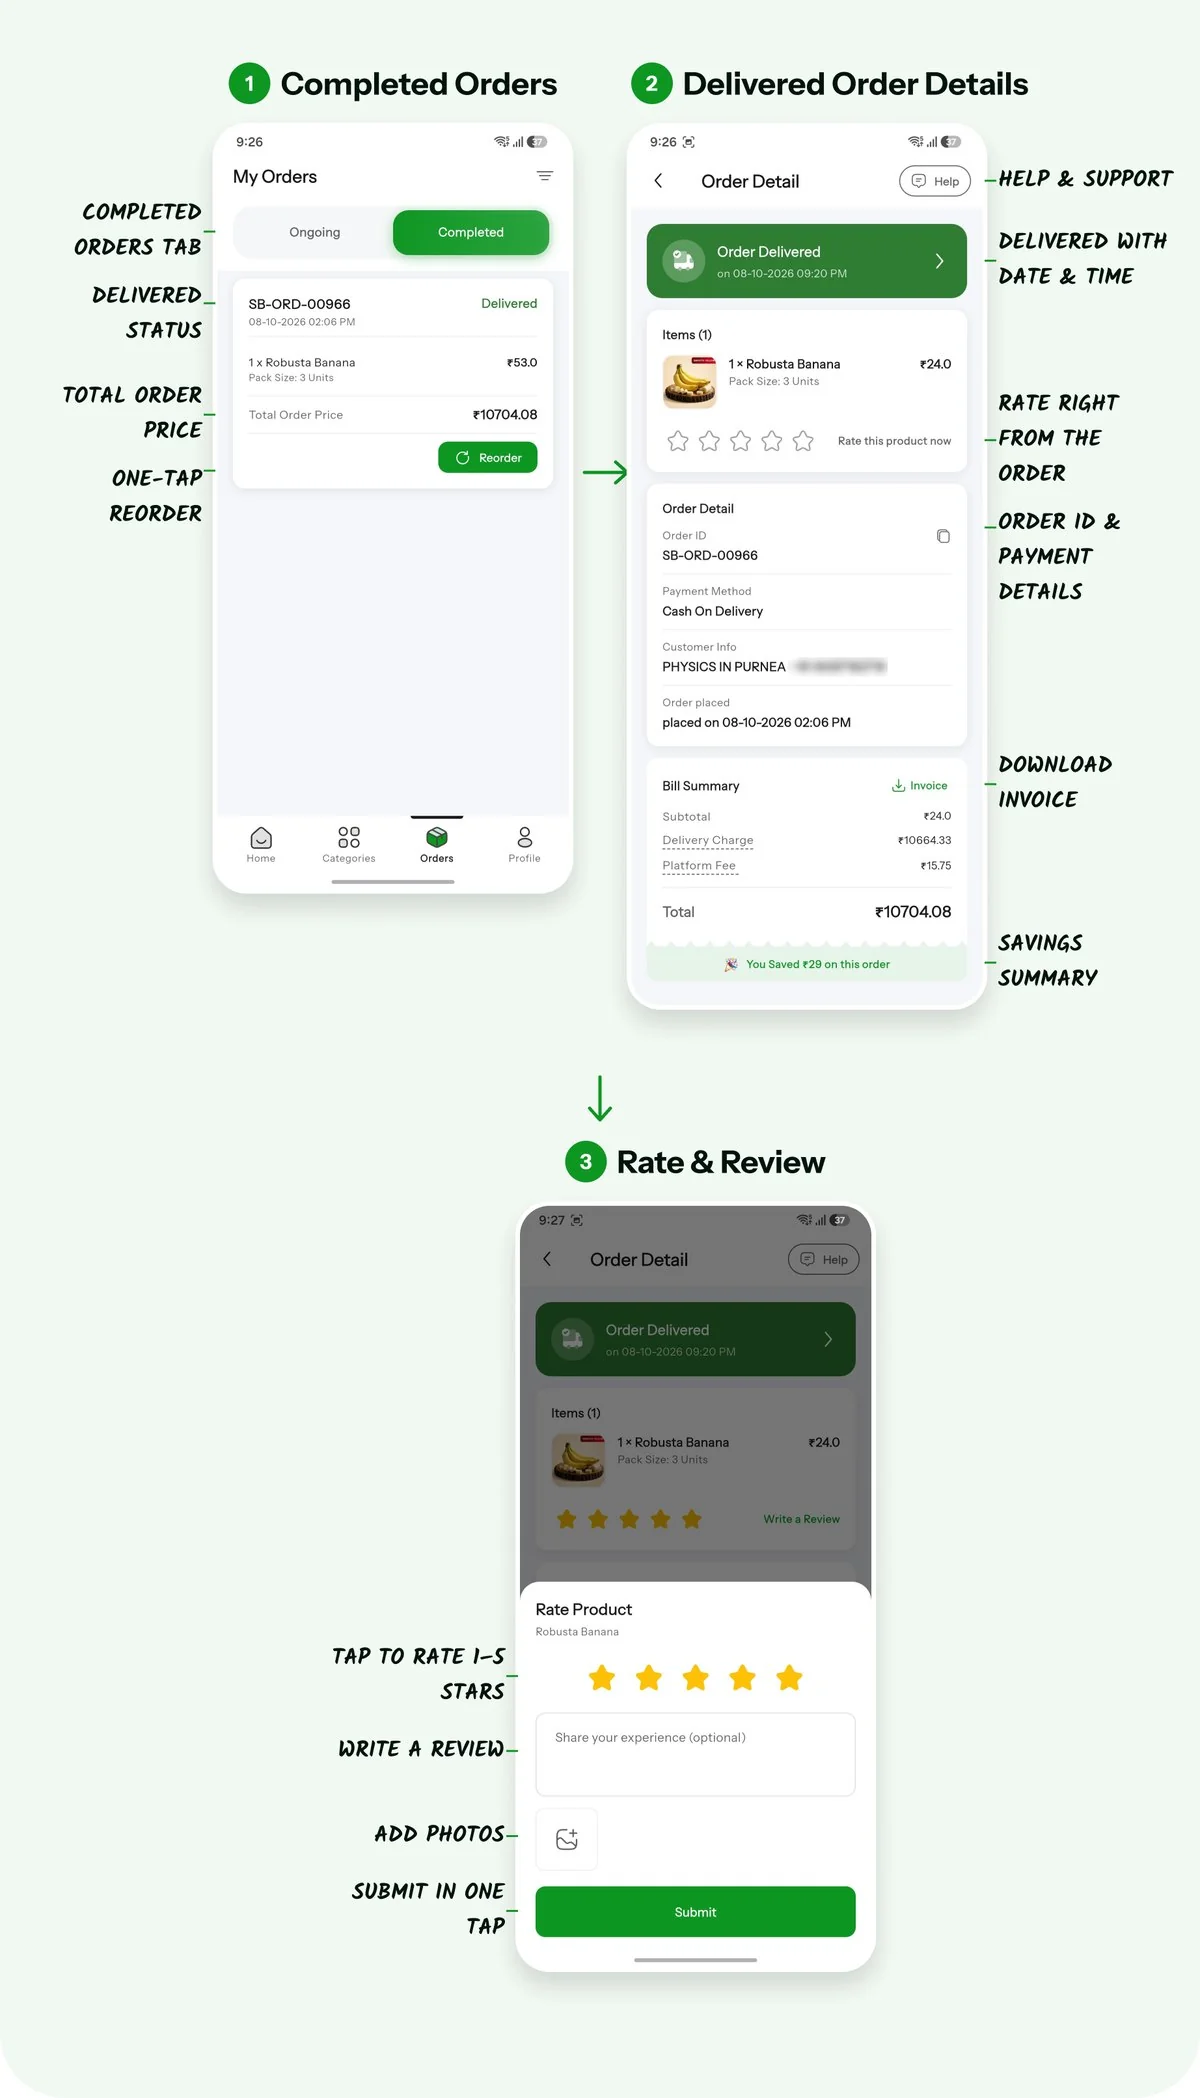 1 Completed Orders
9:26
37
My Orders
COMPLETED
ORDERS TAB
Ongoing
Completed
DELIVERED
STATUS
SB-ORD-00966
Delivered
08-10-2026 02:06 PM
1 x Robusta Banana
₹53.0
Pack Size: 3 Units
TOTAL ORDER
PRICE
Total Order Price
₹10704.08
ONE-TAP
REORDER
Reorder
Home
Categories
Orders
Profile
2 Delivered Order Details
9:26
37
Order Detail
Help
HELP & SUPPORT
Order Delivered
on 08-10-2026 09:20 PM
DELIVERED WITH
DATE & TIME
Items (1)
1 × Robusta Banana
₹24.0
Pack Size: 3 Units
Rate this product now
RATE RIGHT
FROM THE
ORDER
Order Detail
Order ID
SB-ORD-00966
ORDER ID &
PAYMENT
DETAILS
Payment Method
Cash On Delivery
Customer Info
PHYSICS IN PURNEA
Order placed
placed on 08-10-2026 02:06 PM
Bill Summary
Invoice
DOWNLOAD
INVOICE
Subtotal
₹24.0
Delivery Charge
₹10664.33
Platform Fee
₹15.75
Total
₹10704.08
You Saved ₹29 on this order
SAVINGS
SUMMARY
3 Rate & Review
9:27
37
Order Detail
Help
Order Delivered
on 08-10-2026 09:20 PM
Items (1)
1 × Robusta Banana
₹24.0
Pack Size: 3 Units
Write a Review
Rate Product
Robusta Banana
TAP TO RATE 1–5
STARS
WRITE A REVIEW
Share your experience (optional)
ADD PHOTOS
SUBMIT IN ONE
TAP
Submit